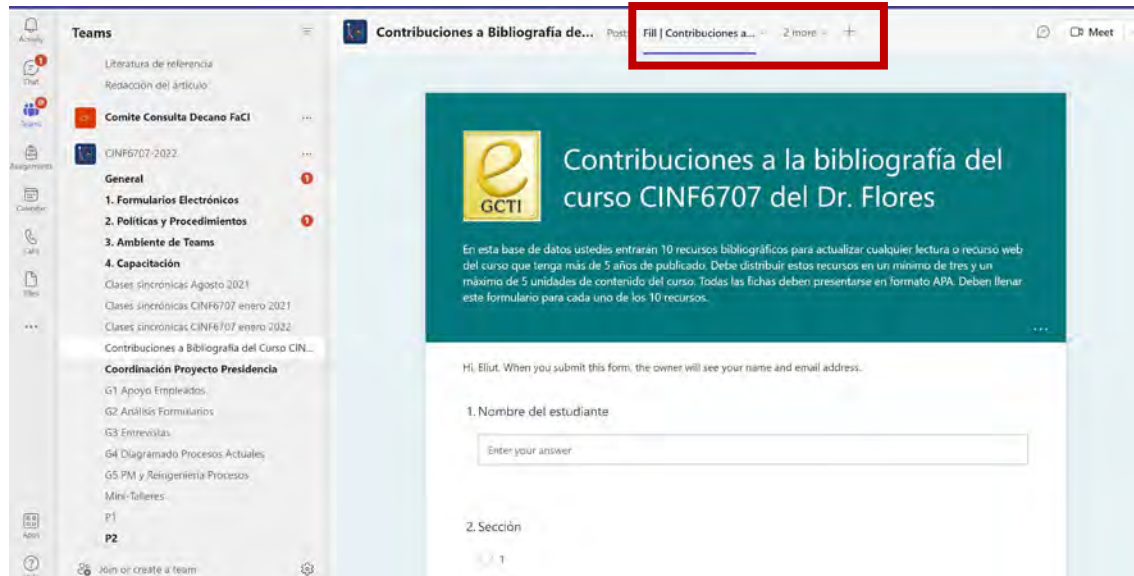 Activity
Chat
Teams
Assignments
Calendar
Calls
Files
Apps
Teams
Literatura de referencia
Redacción del artículo
Comite Consulta Decano FaCI
CINF6707-2022
General
1. Formularios Electrónicos
2. Políticas y Procedimientos
3. Ambiente de Teams
4. Capacitación
Clases sincrónicas Agosto 2021
Clases sincrónicas CINF6707 enero 2021
Clases sincrónicas CINF6707 enero 2022
Contribuciones a Bibliografía del Curso CIN...
Coordinación Proyecto Presidencia
G1 Apoyo Empleados
G2 Análisis Formularios
G3 Entrevistas
G4 Diagramado Procesos Actuales
G5 PM y Reingeniería Procesos
Mini-Talleres
P1
P2
Join or create a team
Contribuciones a Bibliografía de... Posts Fill | Contribuciones a... 2 more + Meet
GCTI
Contribuciones a la bibliografía del
curso CINF6707 del Dr. Flores
En esta base de datos ustedes entrarán 10 recursos bibliográficos para actualizar cualquier lectura o recurso web
del curso que tenga más de 5 años de publicado. Debe distribuir estos recursos en un mínimo de tres y un
máximo de 5 unidades de contenido del curso. Todas las fichas deben presentarse en formato APA. Deben llenar
este formulario para cada uno de los 10 recursos.
Hi, Eliut. When you submit this form, the owner will see your name and email address.
1. Nombre del estudiante
Enter your answer
2. Sección
1